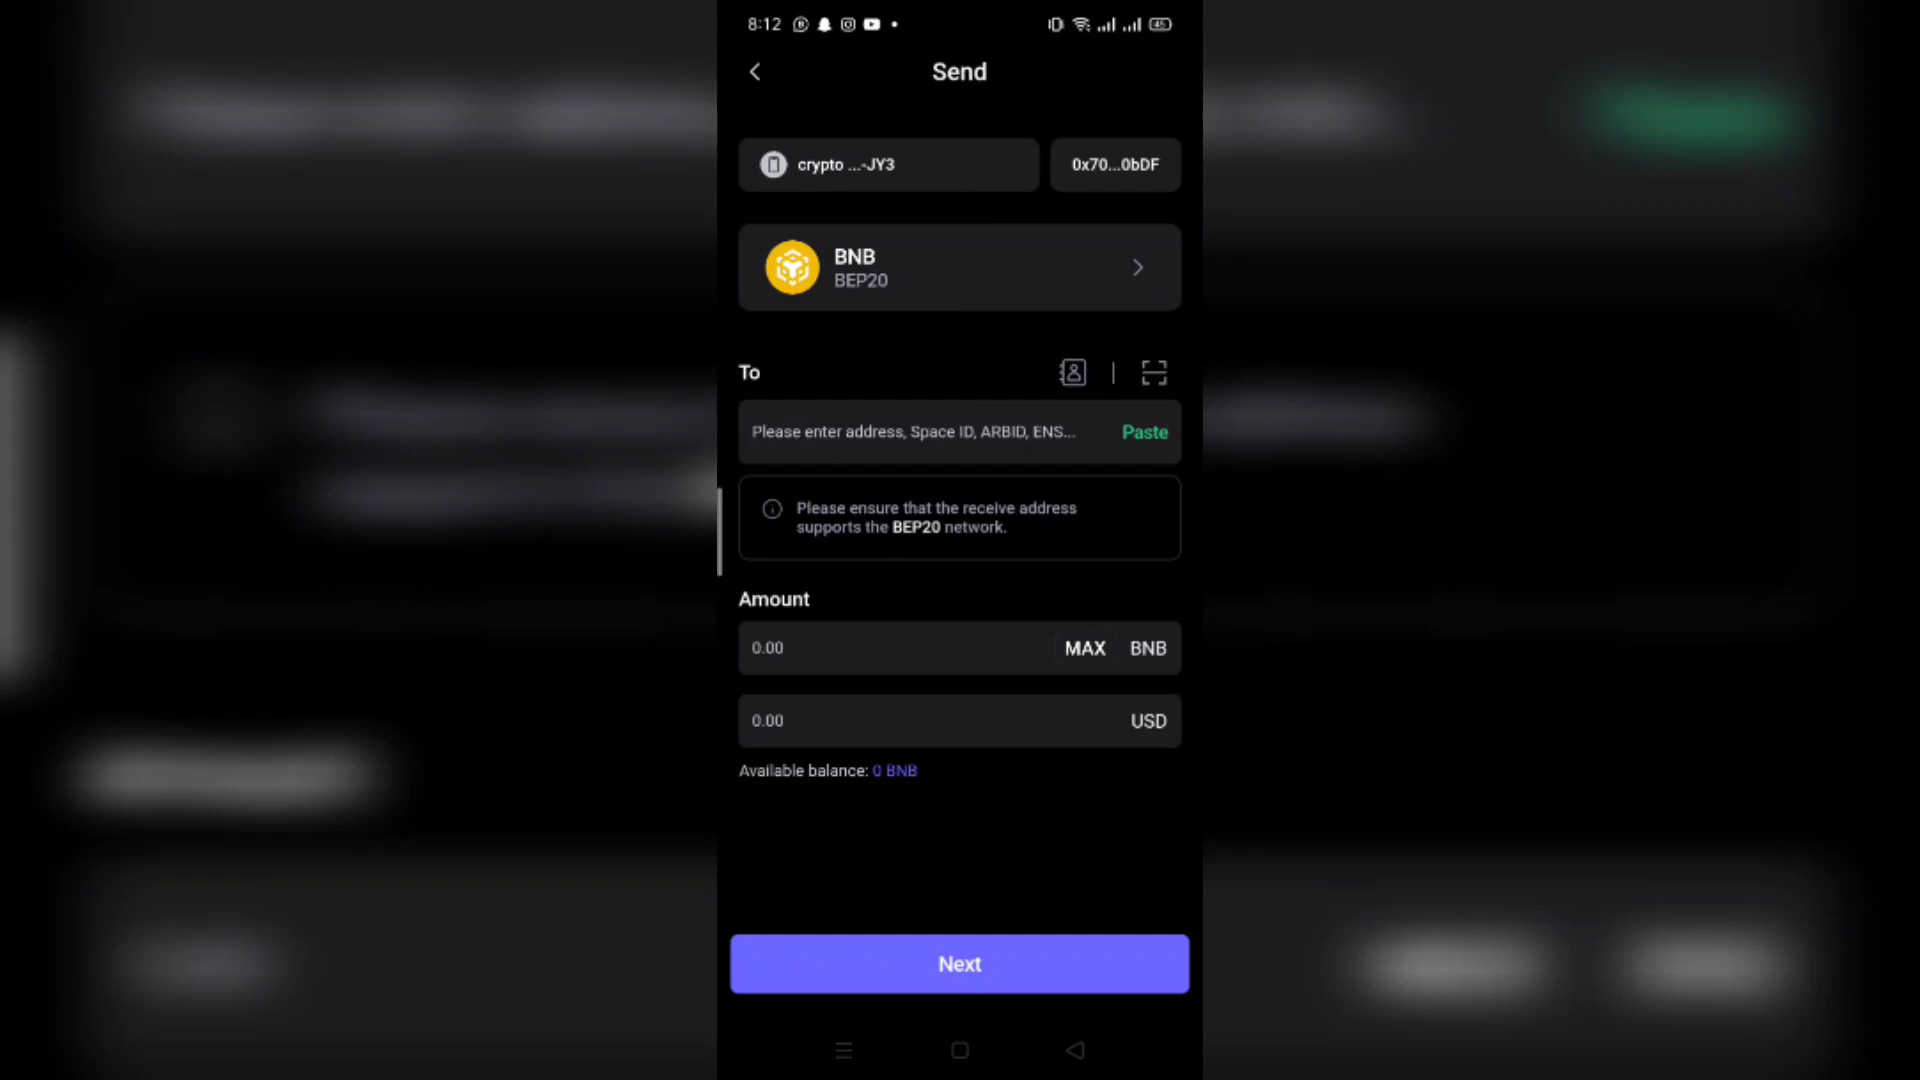 8:12
45
Send
crypto ...-JY3
0x70...0bDF
BNB
BEP20
To
Please enter address, Space ID, ARBID, ENS...
Paste
Please ensure that the receive address
supports the BEP20 network.
Amount
0.00
MAX
BNB
0.00
USD
Available balance: 0 BNB
Next